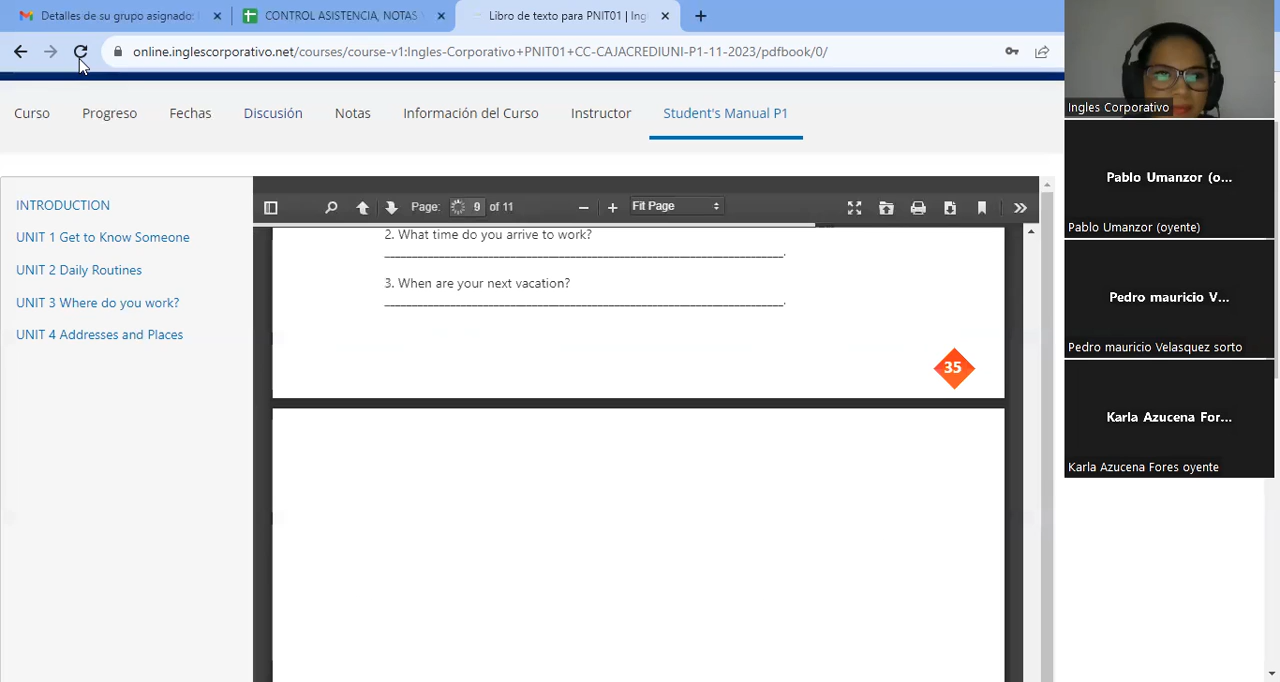 Detalles de su grupo asignado:
CONTROL ASISTENCIA, NOTAS
Libro de texto para PNIT01 | Ing
online.inglescorporativo.net/courses/course-v1:Ingles-Corporativo+PNIT01+CC-CAJACREDIUNI-P1-11-2023/pdfbook/0/
Curso Progreso Fechas Discusión Notas Información del Curso Instructor Student's Manual P1
INTRODUCTION
UNIT 1 Get to Know Someone
UNIT 2 Daily Routines
UNIT 3 Where do you work?
UNIT 4 Addresses and Places
Page: 9 of 11
Fit Page
2. What time do you arrive to work?
3. When are your next vacation?
35
Ingles Corporativo
Pablo Umanzor (o...
Pablo Umanzor (oyente)
Pedro mauricio V...
Pedro mauricio Velasquez sorto
Karla Azucena For...
Karla Azucena Fores oyente